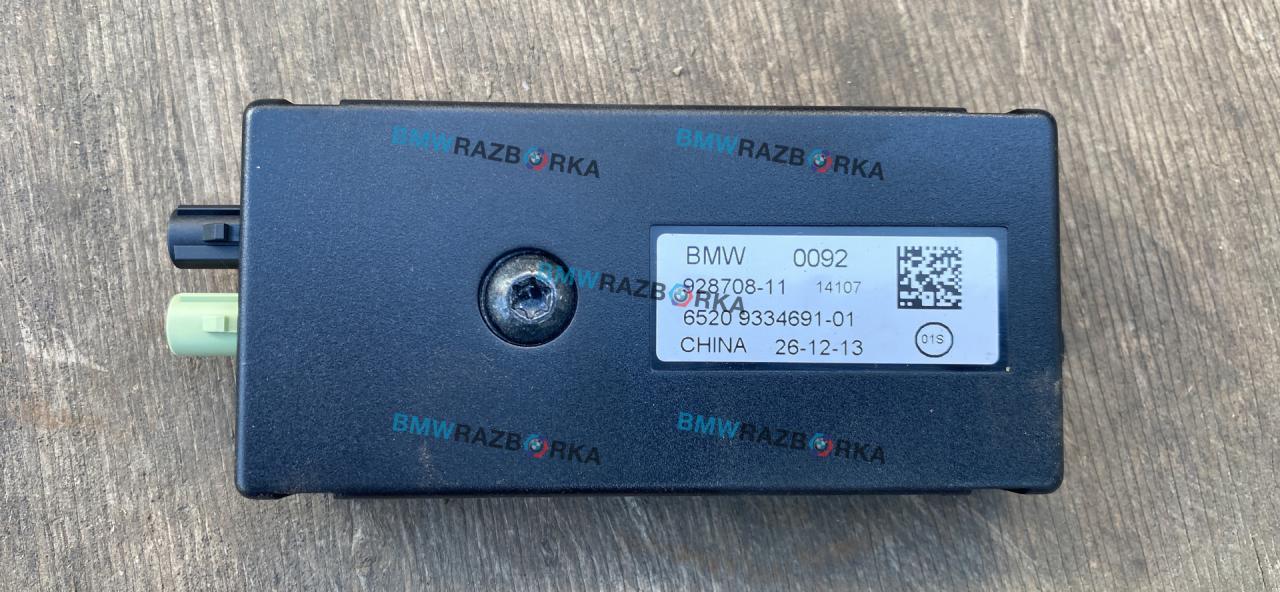 BMWRAZBORKA
BMWRAZBORKA
BMW 0092
928708-11 14107
BMWRAZBORKA
6520 9334691-01
CHINA 26-12-13
01S
BMWRAZBORKA
BMWRAZBORKA